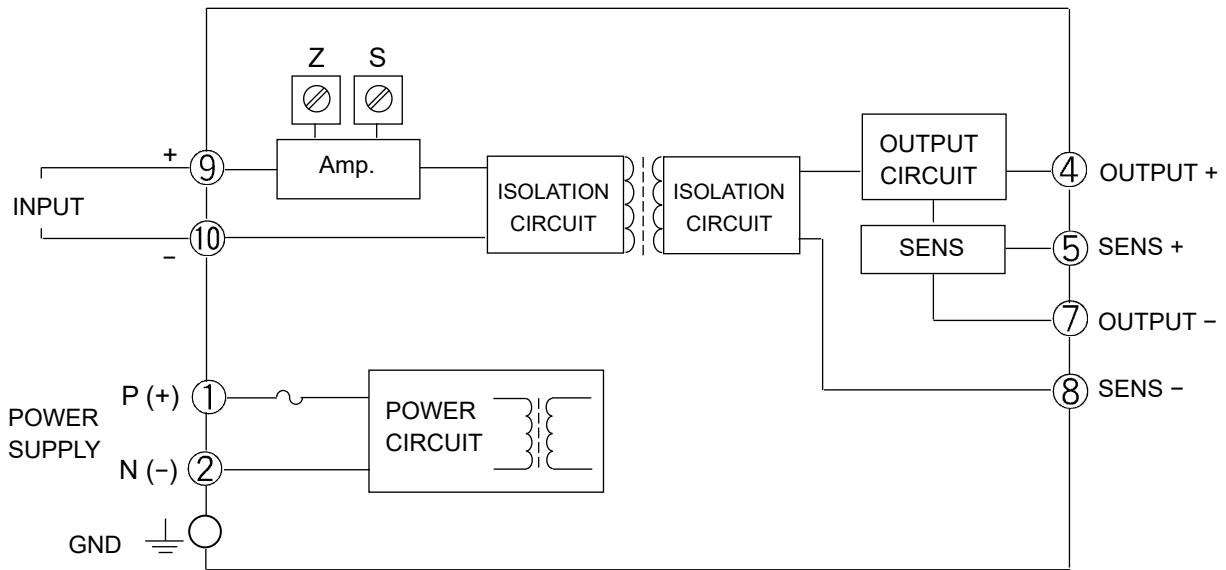 Z
S
+
9
Amp.
INPUT
10
−
ISOLATION
CIRCUIT
ISOLATION
CIRCUIT
OUTPUT
CIRCUIT
4
OUTPUT +
SENS
5
SENS +
7
OUTPUT −
8
SENS −
POWER
SUPPLY
P (+)
1
N (−)
2
POWER
CIRCUIT
GND